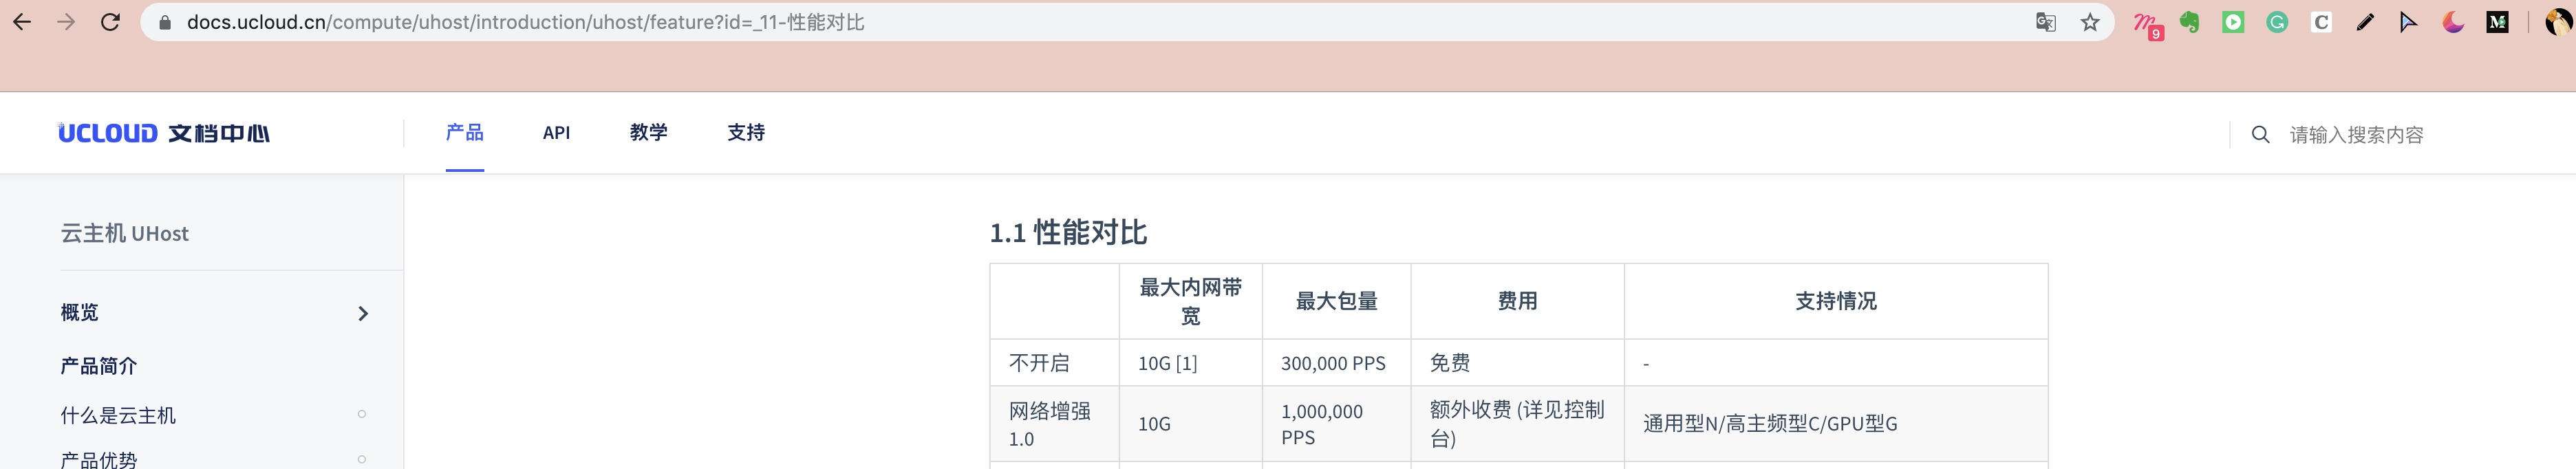 docs.ucloud.cn/compute/uhost/introduction/uhost/feature?id=_11-性能对比
9
UCLOUD 文档中心
产品
API
教学
支持
请输入搜索内容
云主机 UHost
概览
产品简介
什么是云主机
产品优势
1.1 性能对比
最大内网带
宽
最大包量
费用
支持情况
不开启
10G [1]
300,000 PPS
免费
-
网络增强
1.0
10G
1,000,000
PPS
额外收费 (详见控制
台)
通用型N/高主频型C/GPU型G